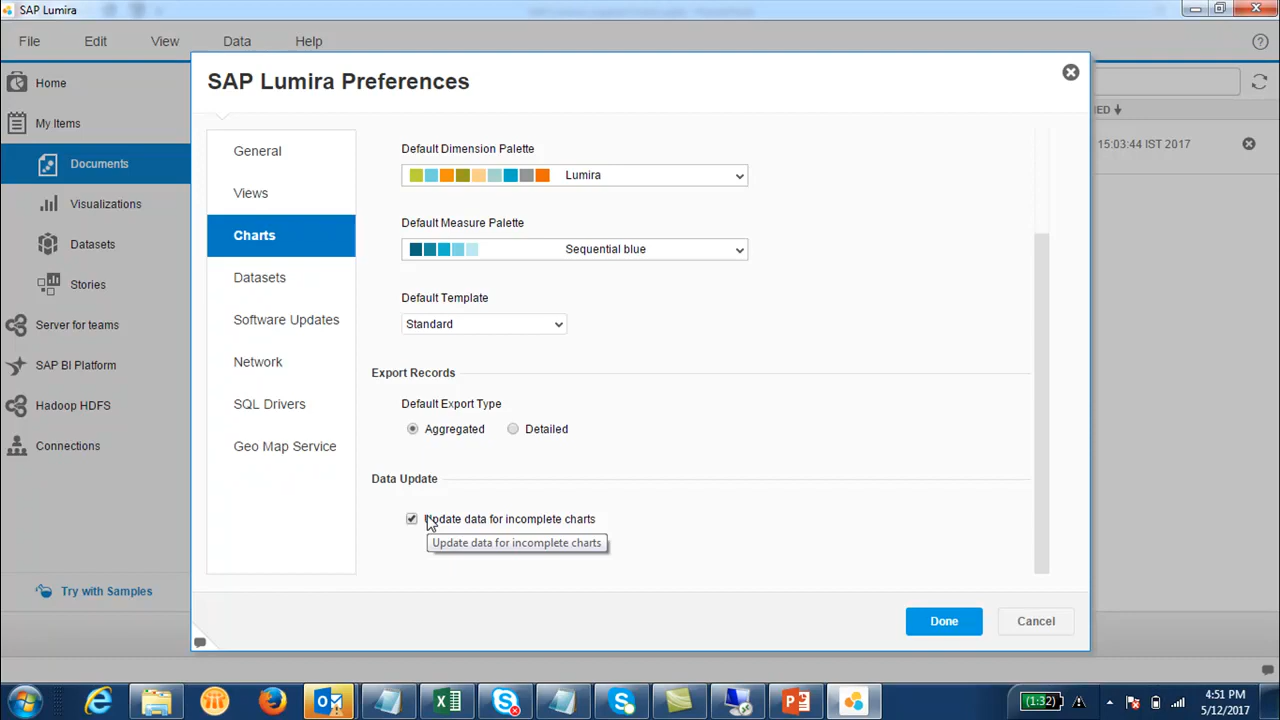 SAP Lumira
File Edit View Data Help
Home
My Items
Documents
Visualizations
Datasets
Stories
Server for teams
SAP BI Platform
Hadoop HDFS
Connections
Try with Samples
ED
15:03:44 IST 2017
SAP Lumira Preferences
General
Views
Charts
Datasets
Software Updates
Network
SQL Drivers
Geo Map Service
Default Dimension Palette
Lumira
Default Measure Palette
Sequential blue
Default Template
Standard
Export Records
Default Export Type
Aggregated Detailed
Data Update
Update data for incomplete charts
Update data for incomplete charts
Done Cancel
(1:32)
4:51 PM
5/12/2017